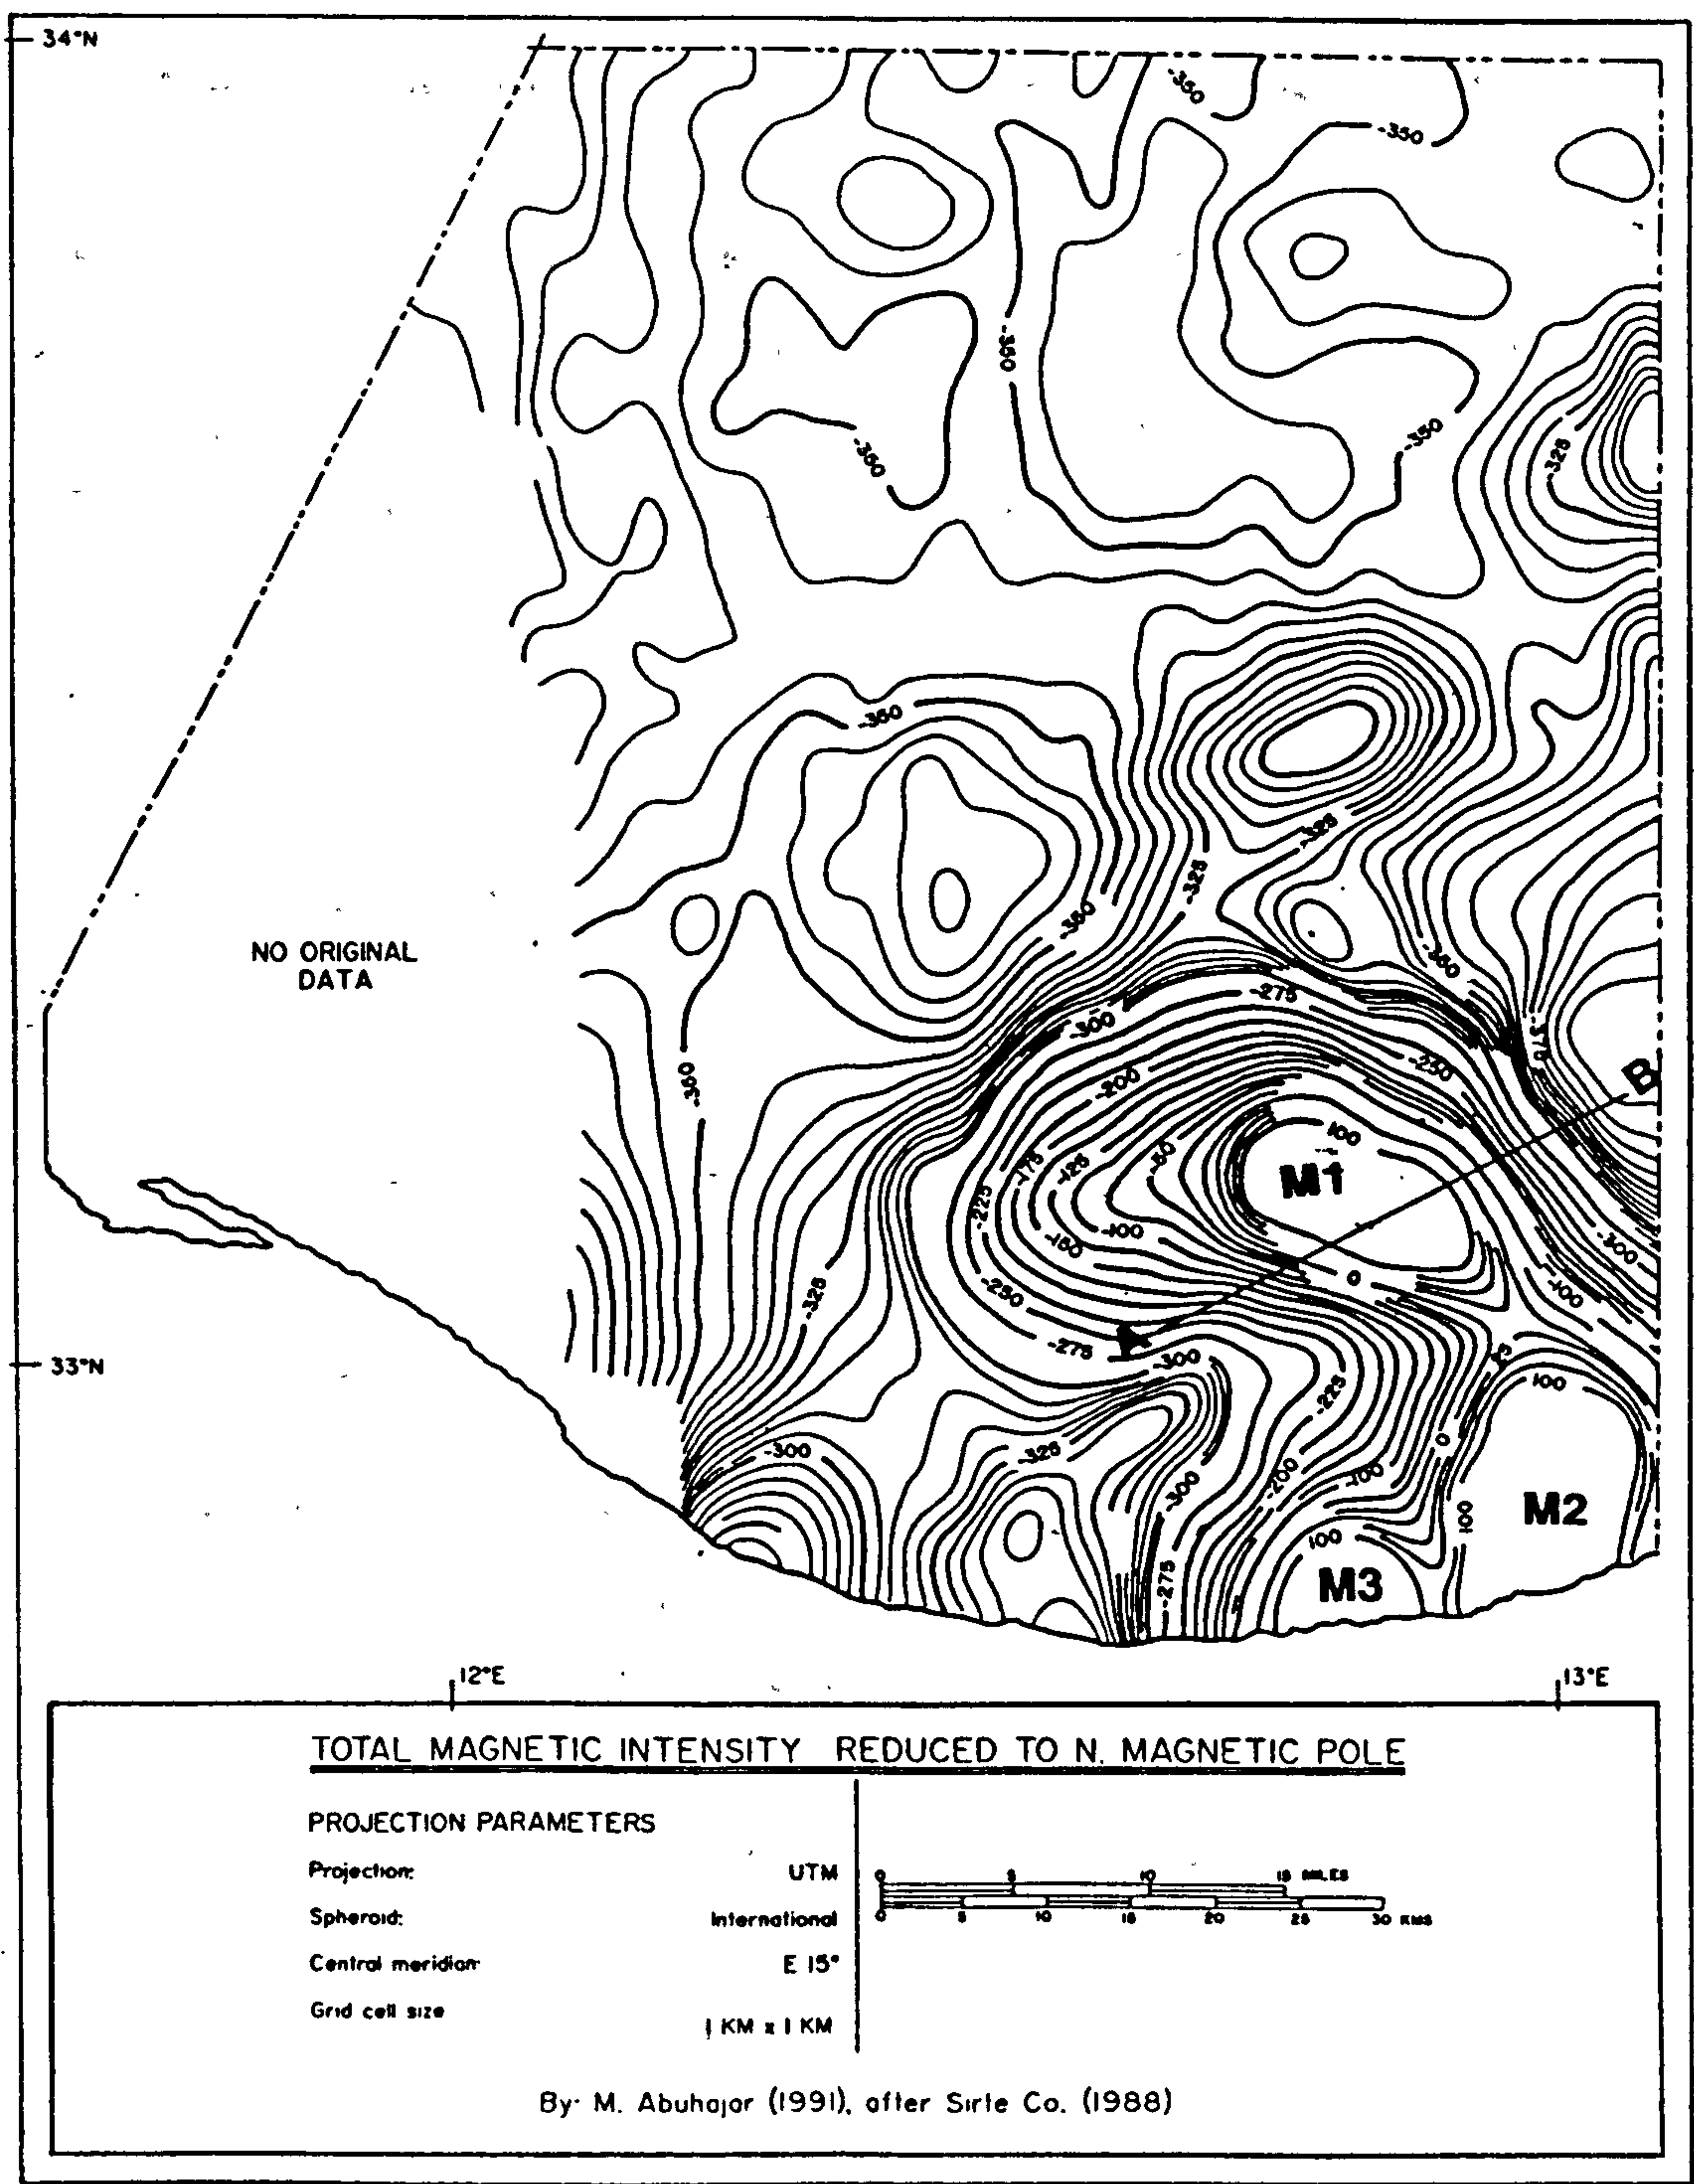 34°N
-350
-350
-350
-350
-350
-325
-350
-325
-325
-350
-350
-275
-300
-375
-250
B
-200
-350
100
-50
-175
-125
M1
-225
-100
-150
-300
0
-100
-250
-325
A
-275
-300
33°N
100
-225
-300
-325
0
-200
-100
-300
100
M2
100
-275
M3
NO ORIGINAL
DATA
12°E
13°E
TOTAL MAGNETIC INTENSITY REDUCED TO N. MAGNETIC POLE
PROJECTION PARAMETERS
Projection: UTM
Spheroid: International
Central meridian E 15°
Grid cell size
1 KM x 1 KM
0 5 10 15 MILES
0 5 10 15 20 25 30 KMS
By: M. Abuhajar (1991), after Sirte Co. (1988)